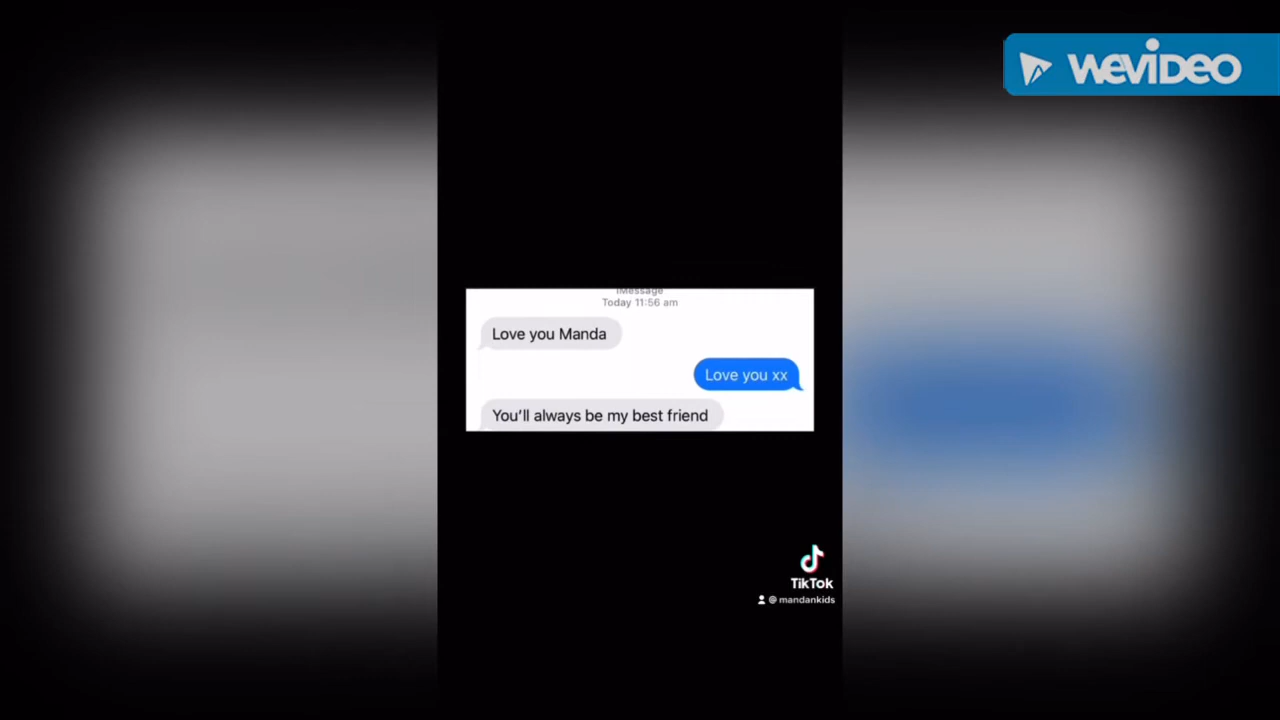 WEVIDEO
iMessage
Today 11:56 am
Love you Manda
Love you xx
You'll always be my best friend
TikTok
@ mandankids